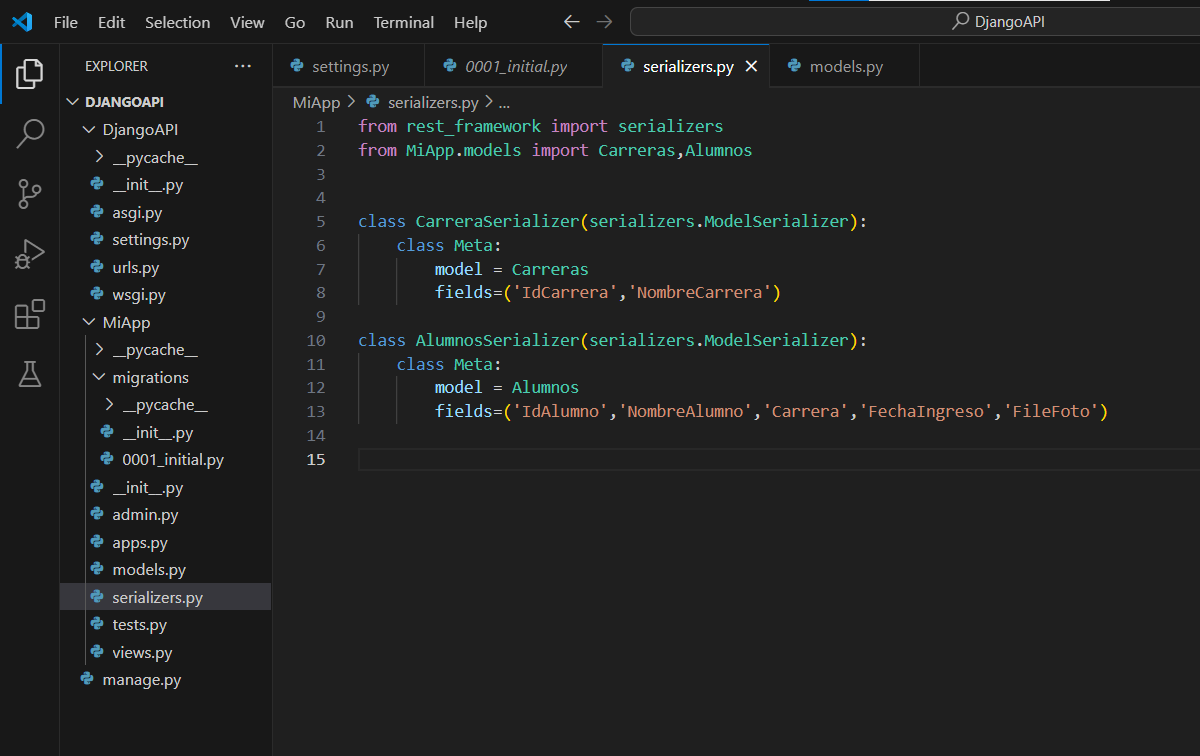 File Edit Selection View Go Run Terminal Help DjangoAPI
EXPLORER ...
settings.py 0001_initial.py serializers.py models.py
DJANGOAPI
DjangoAPI
__pycache__
__init__.py
asgi.py
settings.py
urls.py
wsgi.py
MiApp
__pycache__
migrations
__pycache__
__init__.py
0001_initial.py
__init__.py
admin.py
apps.py
models.py
serializers.py
tests.py
views.py
manage.py
MiApp > serializers.py > ...
1 from rest_framework import serializers
2 from MiApp.models import Carreras,Alumnos
3
4
5 class CarreraSerializer(serializers.ModelSerializer):
6     class Meta:
7         model = Carreras
8         fields=('IdCarrera','NombreCarrera')
9
10 class AlumnosSerializer(serializers.ModelSerializer):
11     class Meta:
12         model = Alumnos
13         fields=('IdAlumno','NombreAlumno','Carrera','FechaIngreso','FileFoto')
14
15